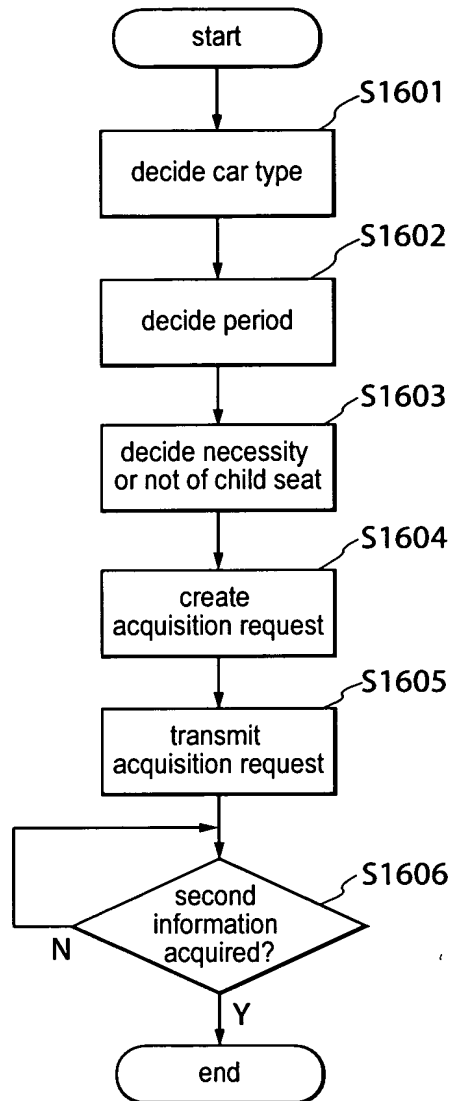 start
S1601
decide car type
S1602
decide period
S1603
decide necessity
or not of child seat
S1604
create
acquisition request
S1605
transmit
acquisition request
S1606
second
information
acquired?
N
Y
end